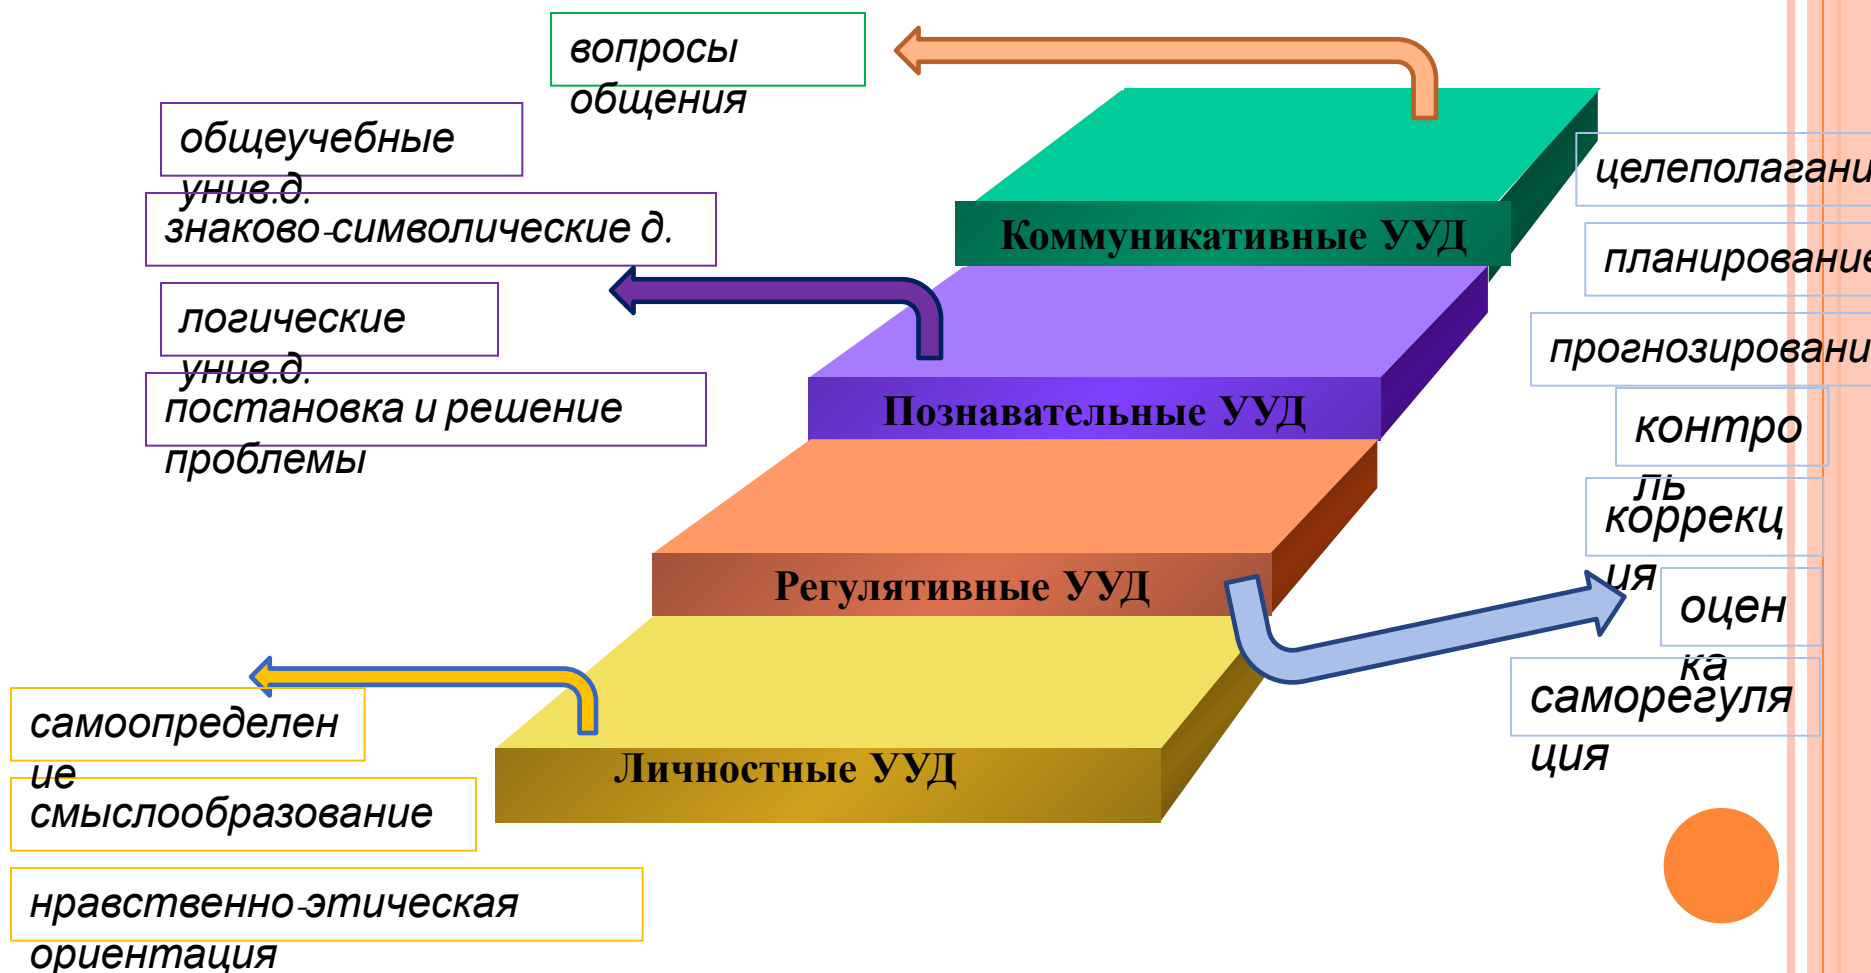 вопросы
общения
общеучебные
унив.д.
знаково-символические д.
логические
унив.д.
постановка и решение
проблемы
Коммуникативные УУД
Познавательные УУД
Регулятивные УУД
Личностные УУД
целеполагани
планирование
прогнозировани
контро
ль
коррекц
ия
оцен
ка
саморегуля
ция
самоопределен
ие
смыслообразование
нравственно-этическая
ориентация